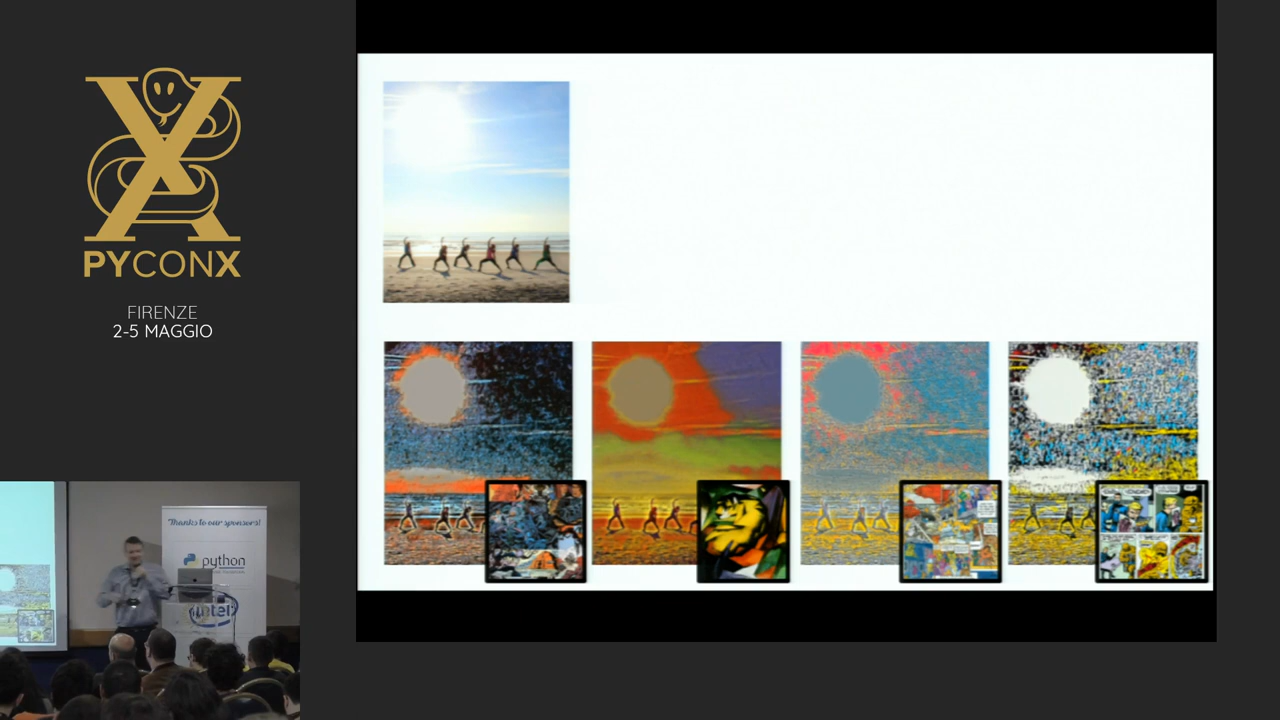 PYCONX
FIRENZE
2-5 MAGGIO
Thanks to our sponsors!
python
intel